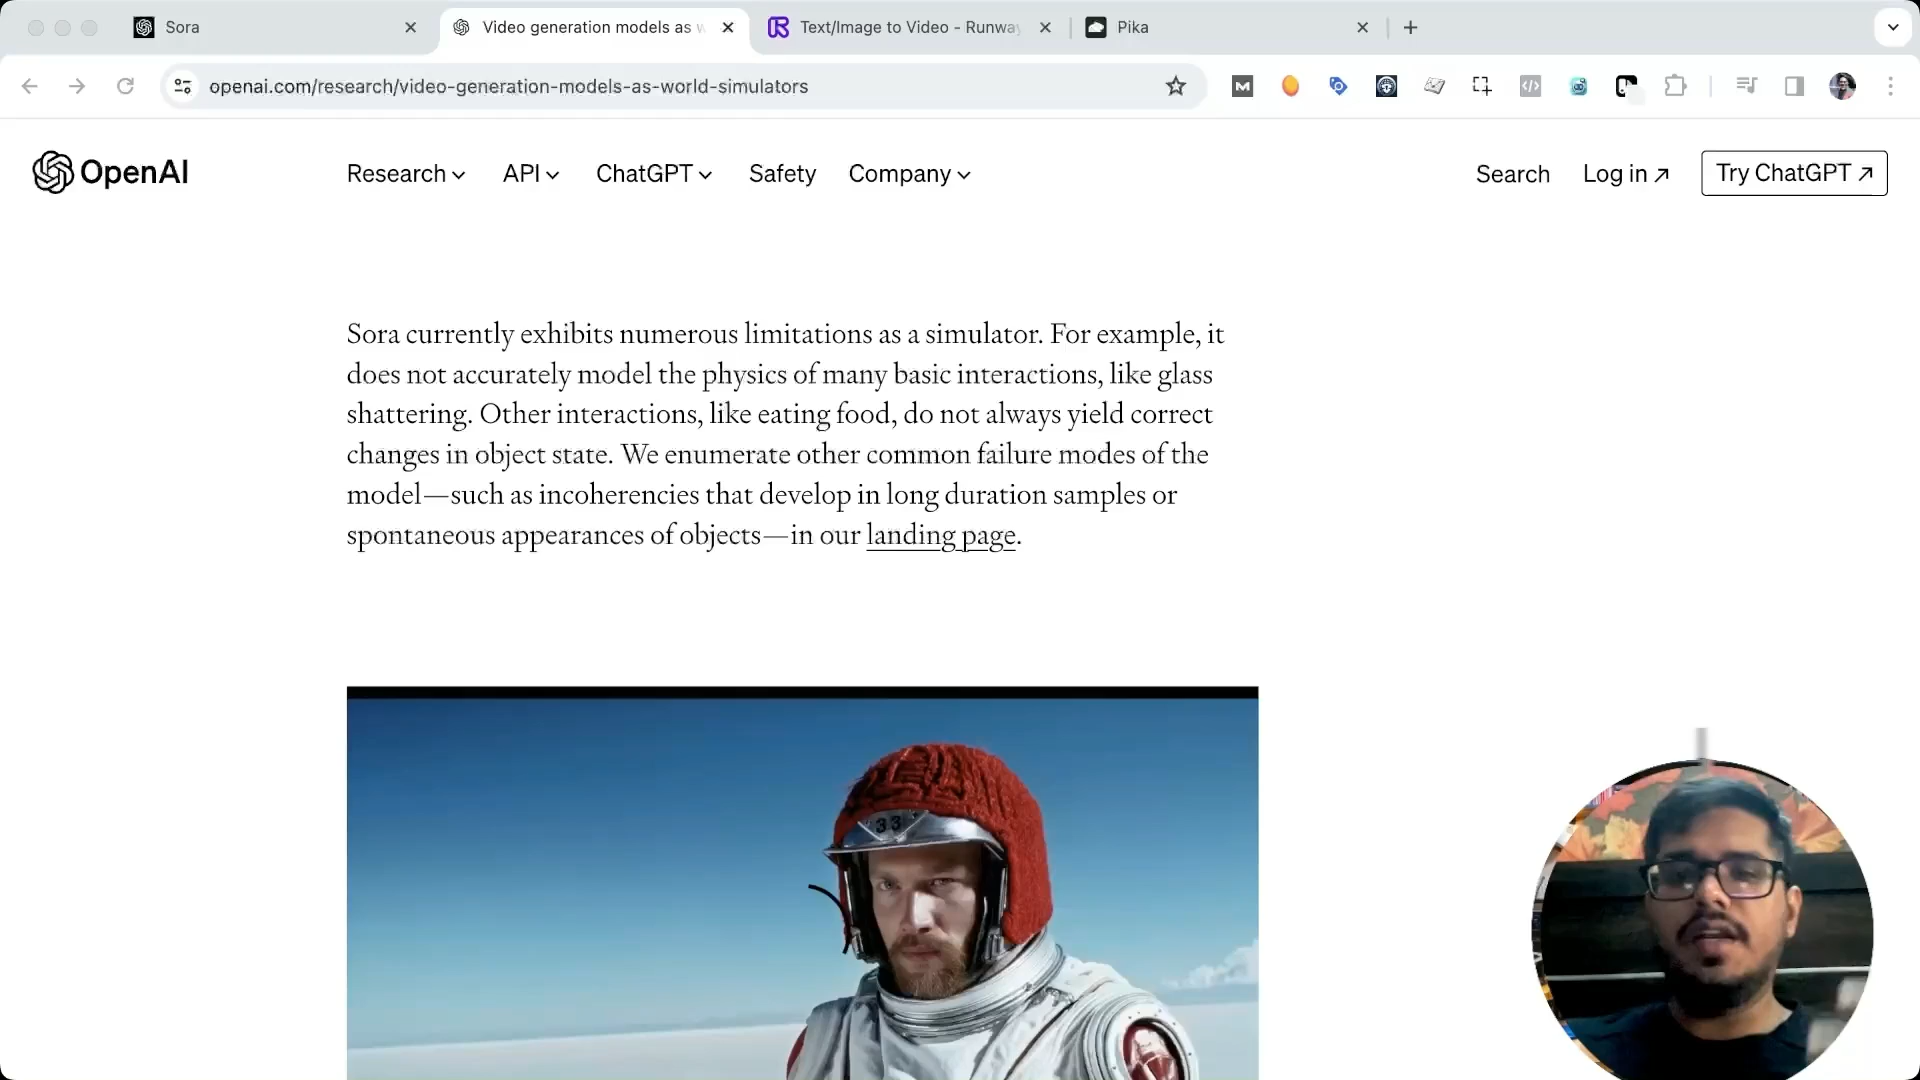 Sora
Video generation models as w
Text/Image to Video - Runway
Pika
openai.com/research/video-generation-models-as-world-simulators
OpenAI
Research
API
ChatGPT
Safety
Company
Search
Log in ↗
Try ChatGPT ↗
Sora currently exhibits numerous limitations as a simulator. For example, it
does not accurately model the physics of many basic interactions, like glass
shattering. Other interactions, like eating food, do not always yield correct
changes in object state. We enumerate other common failure modes of the
model—such as incoherencies that develop in long duration samples or
spontaneous appearances of objects—in our landing page.
33